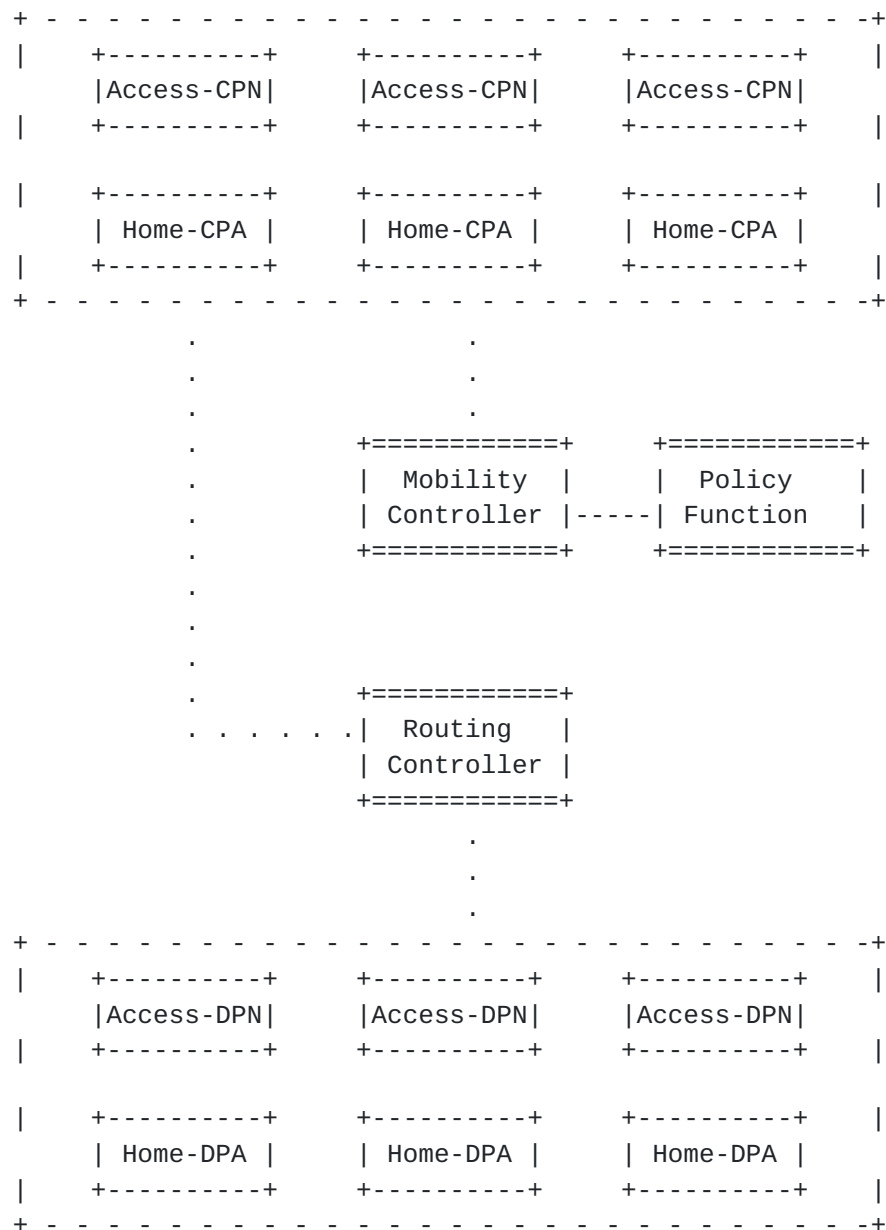 Access-CPN Access-CPN Access-CPN
Home-CPA Home-CPA Home-CPA
Mobility Policy
Controller Function
Routing
Controller
Access-DPN Access-DPN Access-DPN
Home-DPA Home-DPA Home-DPA